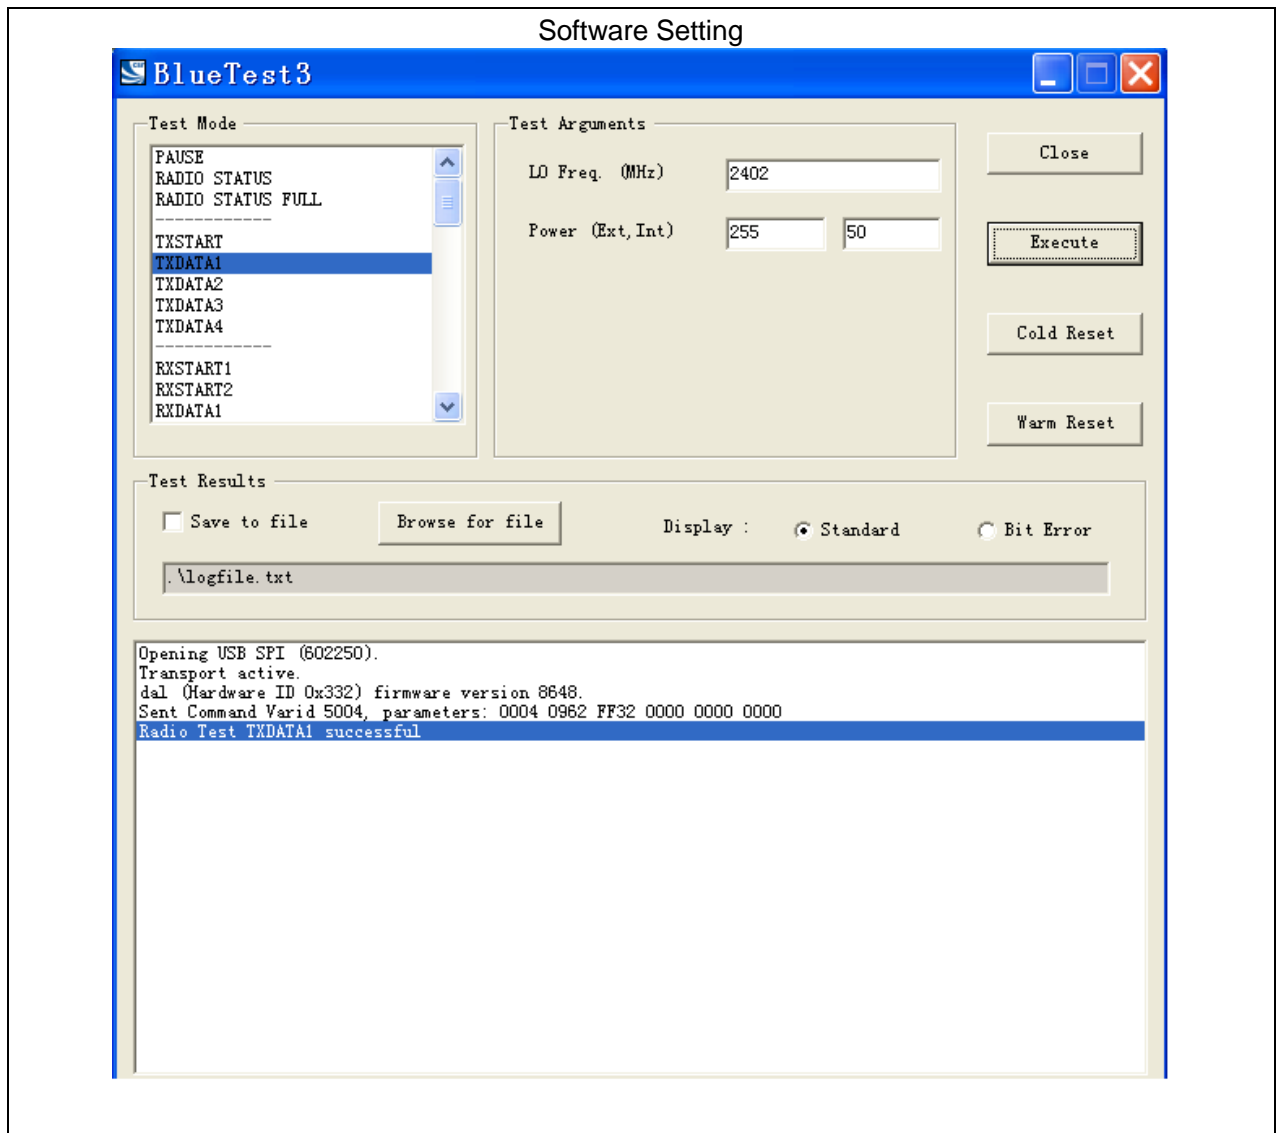 Software Setting
BlueTest3
Test Mode
PAUSE
RADIO STATUS
RADIO STATUS FULL
------------
TXSTART
TXDATA1
TXDATA2
TXDATA3
TXDATA4
------------
RXSTART1
RXSTART2
RXDATA1
Test Arguments
LO Freq. (MHz) 2402
Power (Ext,Int) 255 50
Close
Execute
Cold Reset
Warm Reset
Test Results
Save to file Browse for file Display : Standard Bit Error
.\logfile.txt
Opening USB SPI (602250).
Transport active.
dal (Hardware ID 0x332) firmware version 8648.
Sent Command Varid 5004, parameters: 0004 0962 FF32 0000 0000 0000
Radio Test TXDATA1 successful